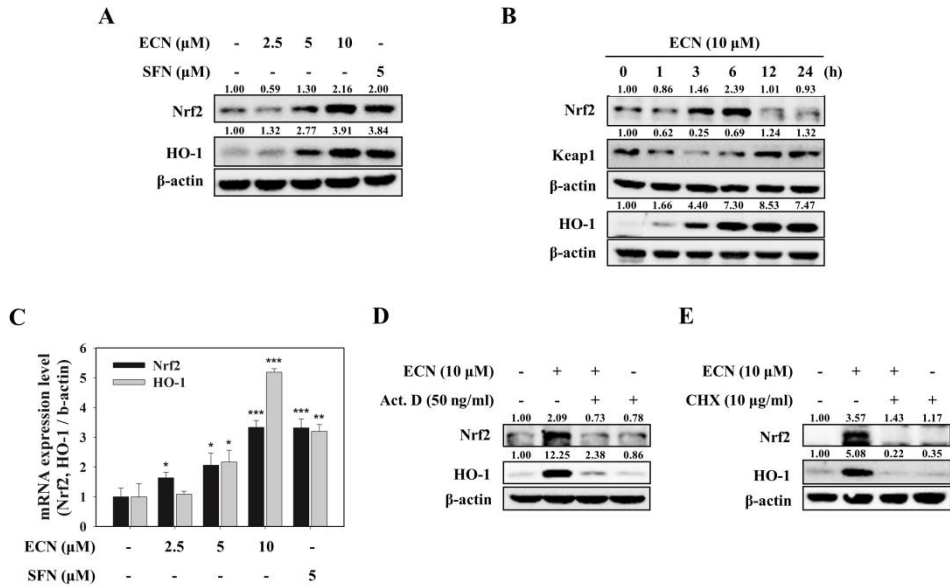 A
ECN (μM) - 2.5 5 10 -
SFN (μM) - - - - 5
1.00 0.59 1.30 2.16 2.00
Nrf2
1.00 1.32 2.77 3.91 3.84
HO-1
β-actin
B
ECN (10 μM)
0 1 3 6 12 24 (h)
1.00 0.86 1.46 2.39 1.01 0.93
Nrf2
1.00 0.62 0.25 0.69 1.24 1.32
Keap1
β-actin
1.00 1.66 4.40 7.30 8.53 7.47
HO-1
β-actin
C
mRNA expression level
(Nrf2, HO-1 / b-actin)
6
5
4
3
2
1
0
Nrf2
HO-1
* * * *** *** *** **
ECN (μM) - 2.5 5 10 -
SFN (μM) - - - - 5
D
ECN (10 μM) - + + -
Act. D (50 ng/ml) - - + +
1.00 2.09 0.73 0.78
Nrf2
1.00 12.25 2.38 0.86
HO-1
β-actin
E
ECN (10 μM) - + + -
CHX (10 μg/ml) - - + +
1.00 3.57 1.43 1.17
Nrf2
1.00 5.08 0.22 0.35
HO-1
β-actin